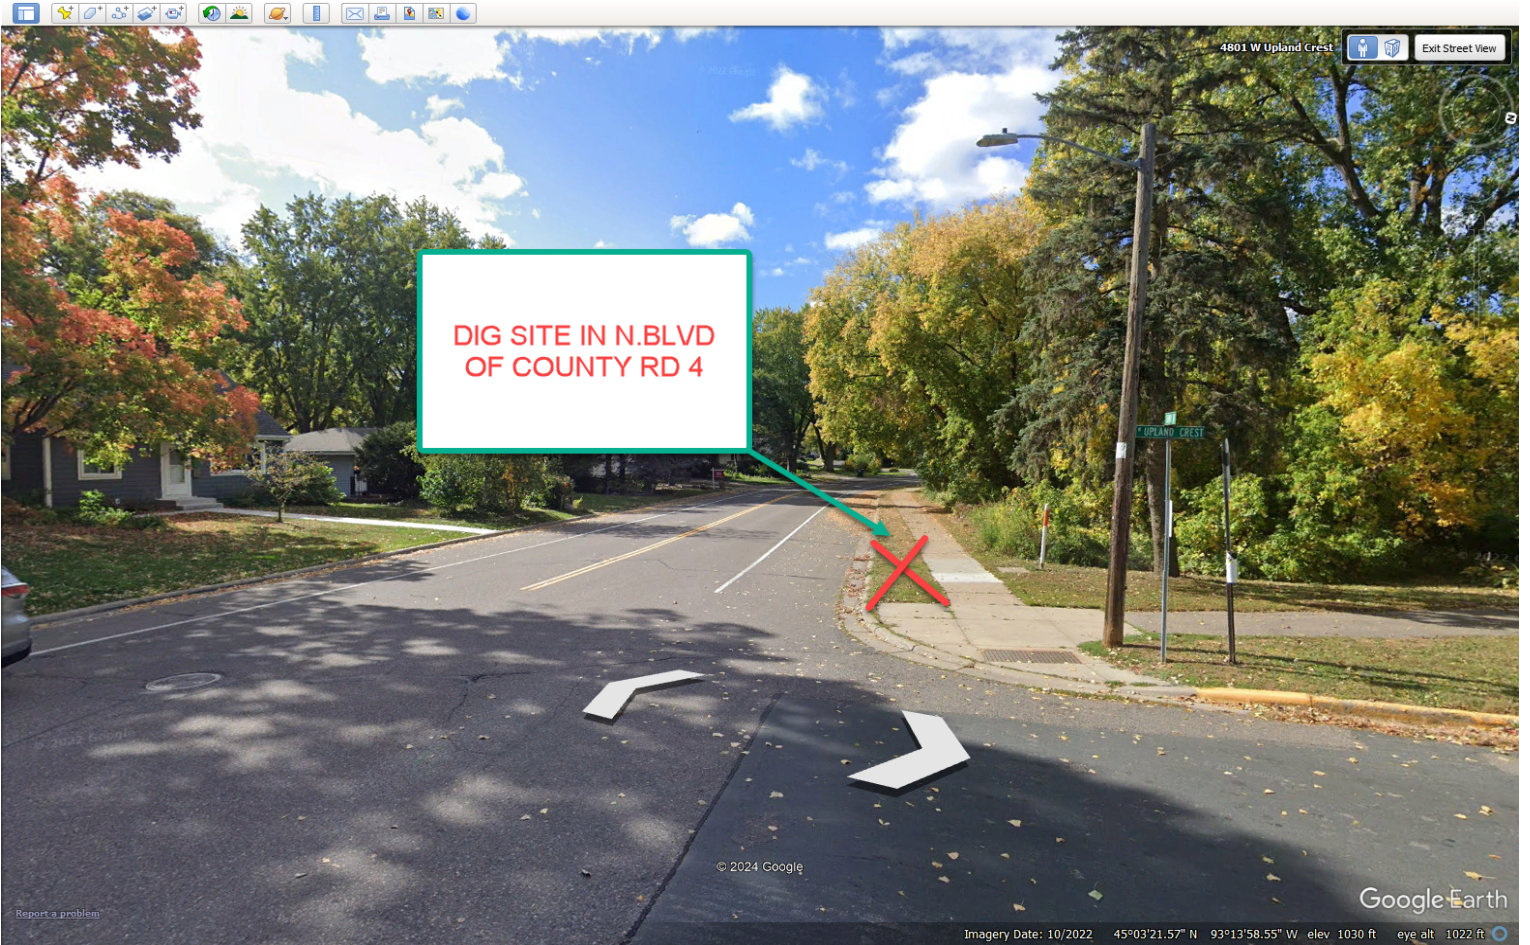 4801 W Upland Crest
Exit Street View
DIG SITE IN N.BLVD
OF COUNTY RD 4
UPLAND CREST
© 2024 Google
Google Earth
Report a problem
Imagery Date: 10/2022 45°03'21.57" N 93°13'58.55" W elev 1030 ft eye alt 1022 ft